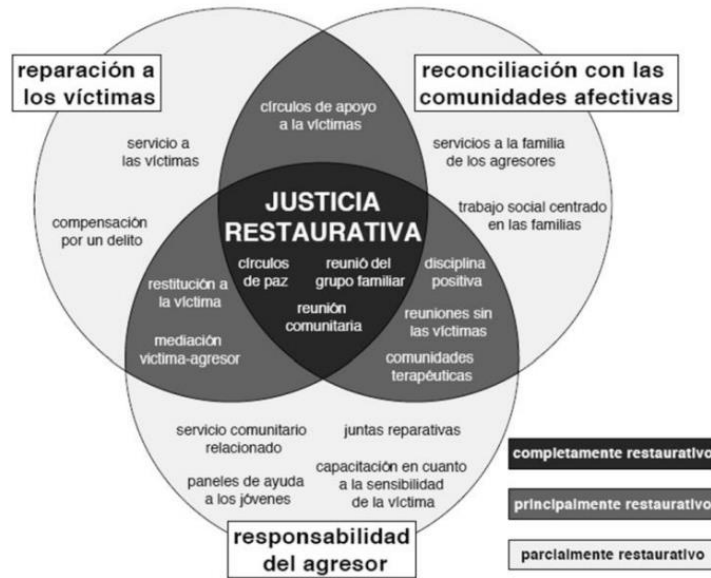 reparación a
los víctimas
reconciliación con las
comunidades afectivas
círculos de apoyo
a la víctimas
servicio a
las víctimas
servicios a la familia
de los agresores
compensación
por un delito
trabajo social centrado
en las familias
JUSTICIA
RESTAURATIVA
círculos
de paz
reunió del
grupo familiar
reunión
comunitaria
restitución a
la víctima
mediación
victima-agresor
disciplina
positiva
reuniones sin
las víctimas
comunidades
terapéuticas
servicio comunitario
relacionado
juntas reparativas
paneles de ayuda
a los jóvenes
capacitación en cuanto
a la sensibilidad
de la víctima
responsabilidad
del agresor
completamente restaurativo
principalmente restaurativo
parcialmente restaurativo